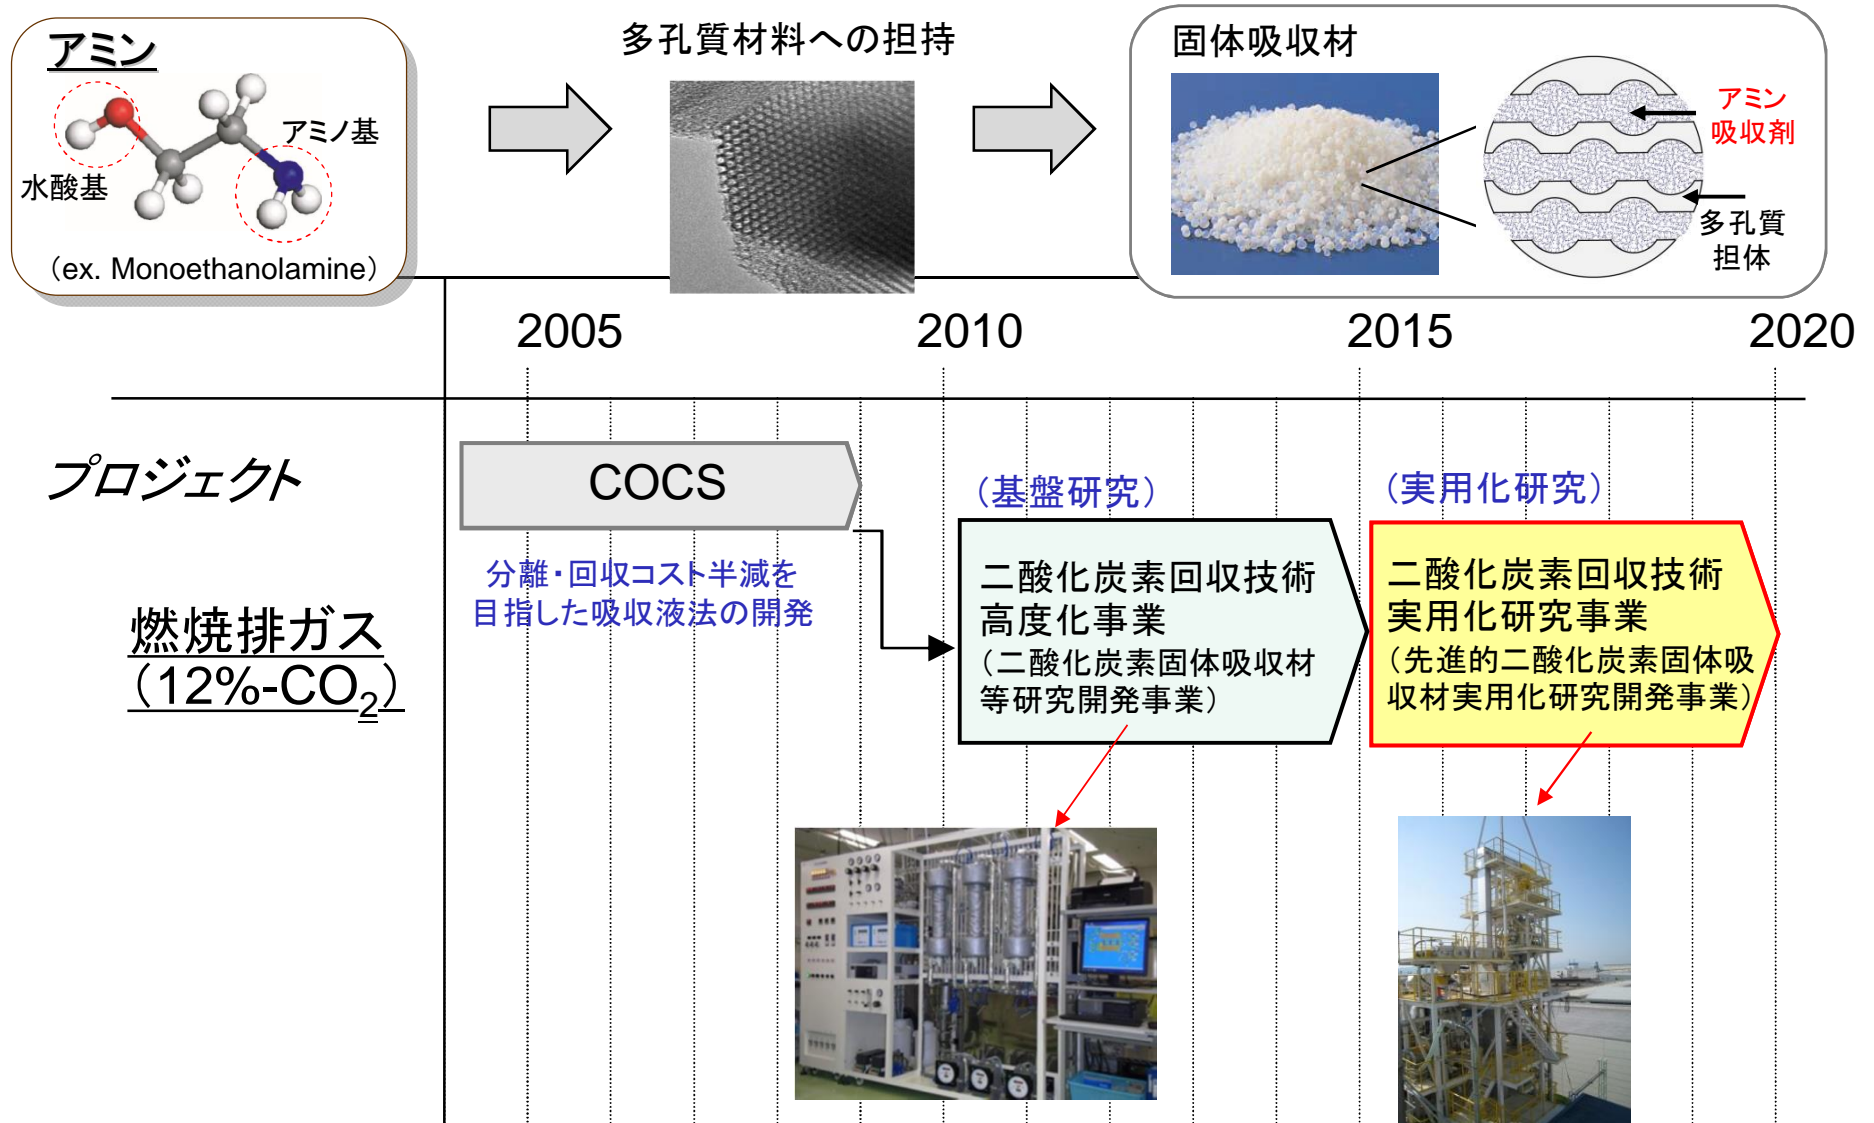 アミン
水酸基
アミノ基
（ex. Monoethanolamine）
多孔質材料への担持
固体吸収材
アミン
吸収剤
多孔質
担体
2005
2010
2015
2020
プロジェクト
COCS
分離・回収コスト半減を
目指した吸収液法の開発
（基盤研究）
二酸化炭素回収技術
高度化事業
（二酸化炭素固体吸収材
等研究開発事業）
（実用化研究）
二酸化炭素回収技術
実用化研究事業
（先進的二酸化炭素固体吸
収材実用化研究開発事業）
燃焼排ガス
（12%-CO₂）